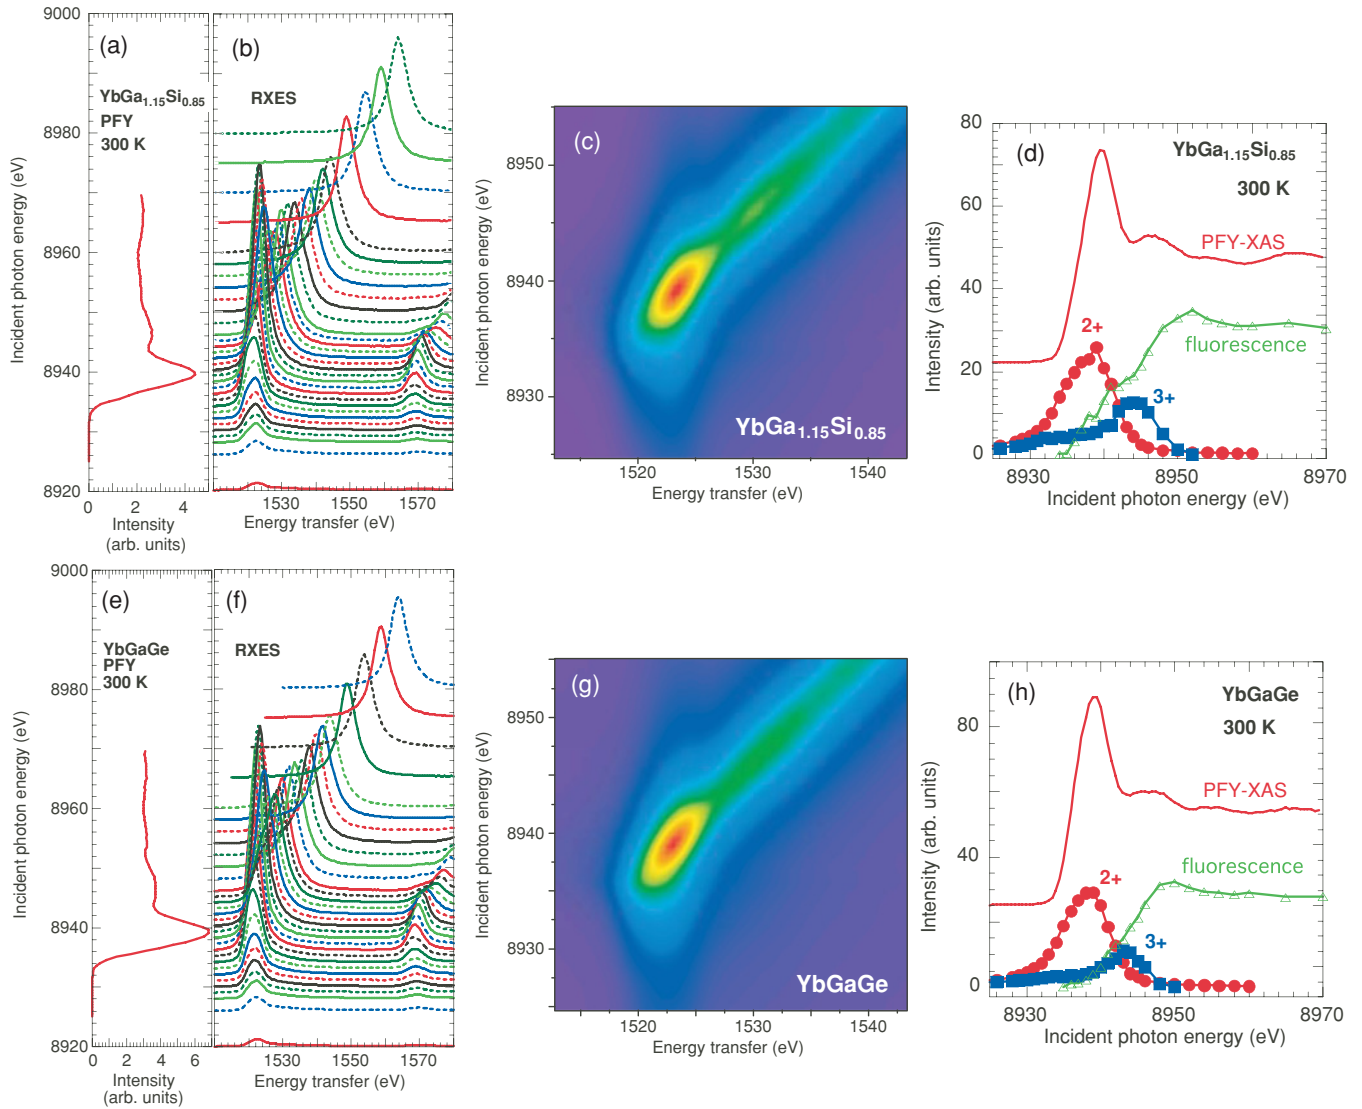 (a)
YbGa1.15Si0.85
PFY
300 K
9000
8980
8960
8940
8920
Incident photon energy (eV)
0
2
4
Intensity
(arb. units)
(b)
RXES
1530
1550
1570
Energy transfer (eV)
(c)
YbGa1.15Si0.85
8950
8940
8930
Incident photon energy (eV)
1520
1530
1540
Energy transfer (eV)
(d)
YbGa1.15Si0.85
300 K
PFY-XAS
2+
fluorescence
3+
80
60
40
20
0
Intensity (arb. units)
8930
8950
8970
Incident photon energy (eV)
(e)
YbGaGe
PFY
300 K
9000
8980
8960
8940
8920
Incident photon energy (eV)
0
2
4
6
Intensity
(arb. units)
(f)
RXES
1530
1550
1570
Energy transfer (eV)
(g)
YbGaGe
8950
8940
8930
Incident photon energy (eV)
1520
1530
1540
Energy transfer (eV)
(h)
YbGaGe
300 K
PFY-XAS
fluorescence
2+
3+
80
40
0
Intensity (arb. units)
8930
8950
8970
Incident photon energy (eV)